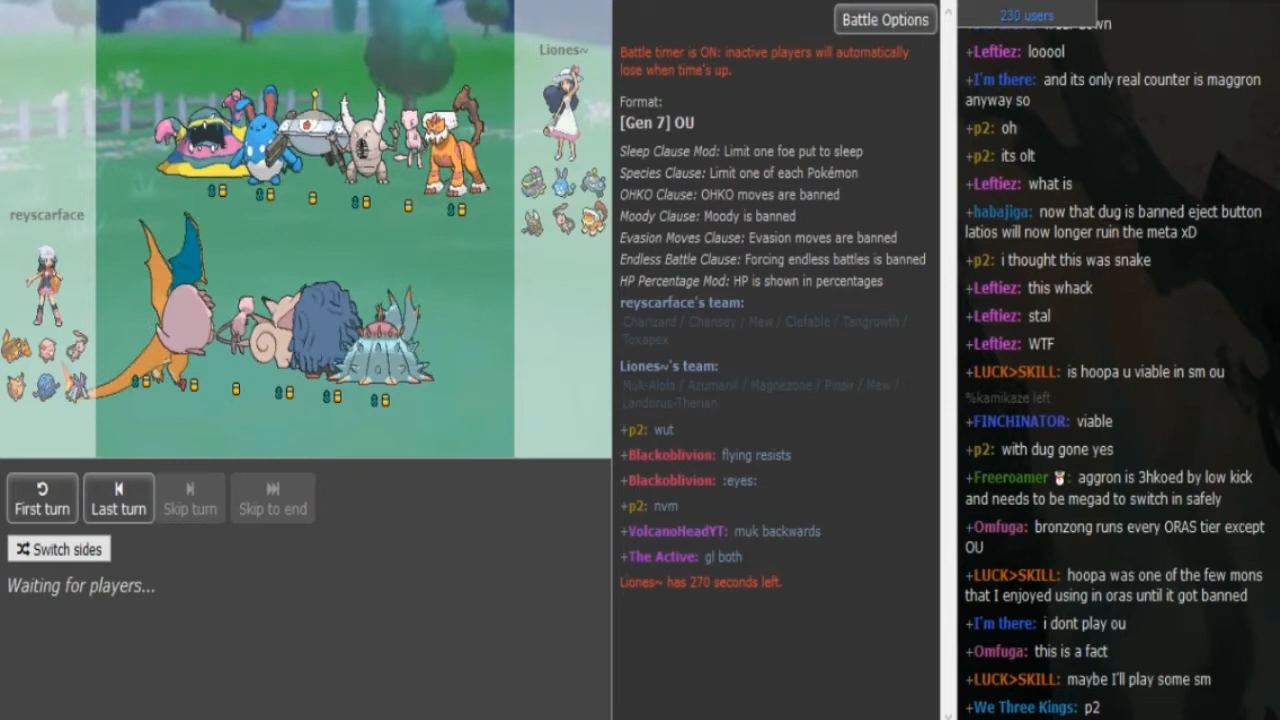 reyscarface
Liones~
First turn
Last turn
Skip turn
Skip to end
Switch sides
Waiting for players...
Battle Options
Battle timer is ON: inactive players will automatically
lose when time's up.
Format:
[Gen 7] OU
Sleep Clause Mod: Limit one foe put to sleep
Species Clause: Limit one of each Pokémon
OHKO Clause: OHKO moves are banned
Moody Clause: Moody is banned
Evasion Moves Clause: Evasion moves are banned
Endless Battle Clause: Forcing endless battles is banned
HP Percentage Mod: HP is shown in percentages
reyscarface's team:
Charizard / Chansey / Mew / Clefable / Tangrowth /
Toxapex
Liones~'s team:
Muk-Alola / Azumarill / Magnezone / Pinsir / Mew /
Landorus-Therian
+p2: wut
+Blackoblivion: flying resists
+Blackoblivion: :eyes:
+p2: nvm
+VolcanoHeadYT: muk backwards
+The Active: gl both
Liones~ has 270 seconds left.
230 users
+Leftiez: looool
+I'm there: and its only real counter is maggron
anyway so
+p2: oh
+p2: its olt
+Leftiez: what is
+habajiga: now that dug is banned eject button
latios will now longer ruin the meta xD
+p2: i thought this was snake
+Leftiez: this whack
+Leftiez: stal
+Leftiez: WTF
+LUCK>SKILL: is hoopa u viable in sm ou
%kamikaze left
+FINCHINATOR: viable
+p2: with dug gone yes
+Freeroamer: aggron is 3hkoed by low kick
and needs to be megad to switch in safely
+Omfuga: bronzong runs every ORAS tier except
OU
+LUCK>SKILL: hoopa was one of the few mons
that I enjoyed using in oras until it got banned
+I'm there: i dont play ou
+Omfuga: this is a fact
+LUCK>SKILL: maybe I'll play some sm
+We Three Kings: p2